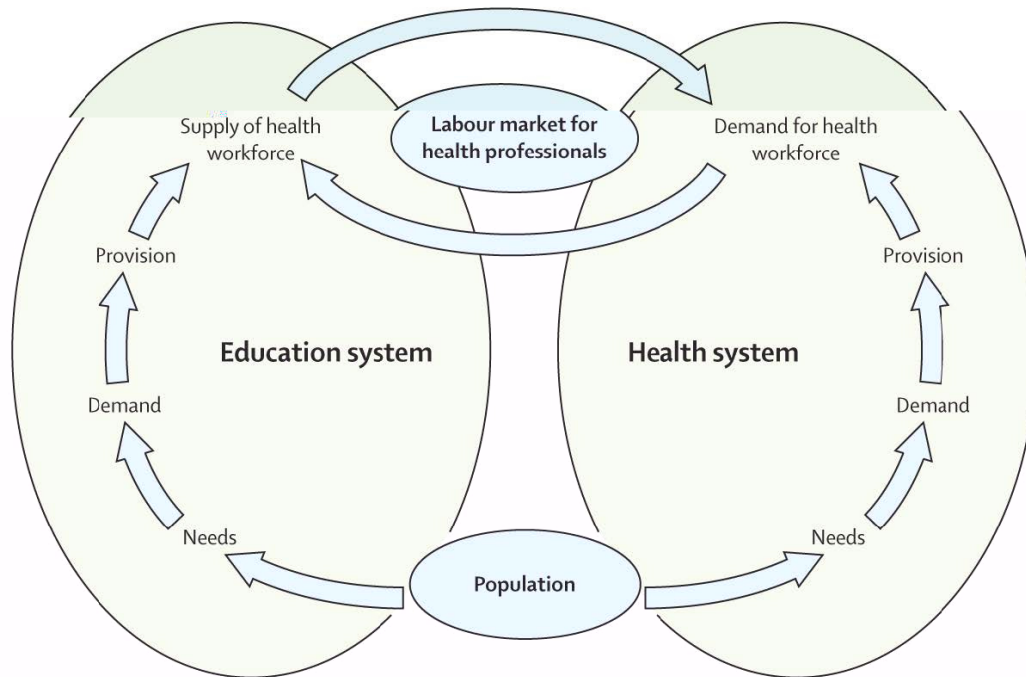 Supply of health
workforce
Labour market for
health professionals
Demand for health
workforce
Provision
Provision
Education system
Health system
Demand
Demand
Needs
Needs
Population